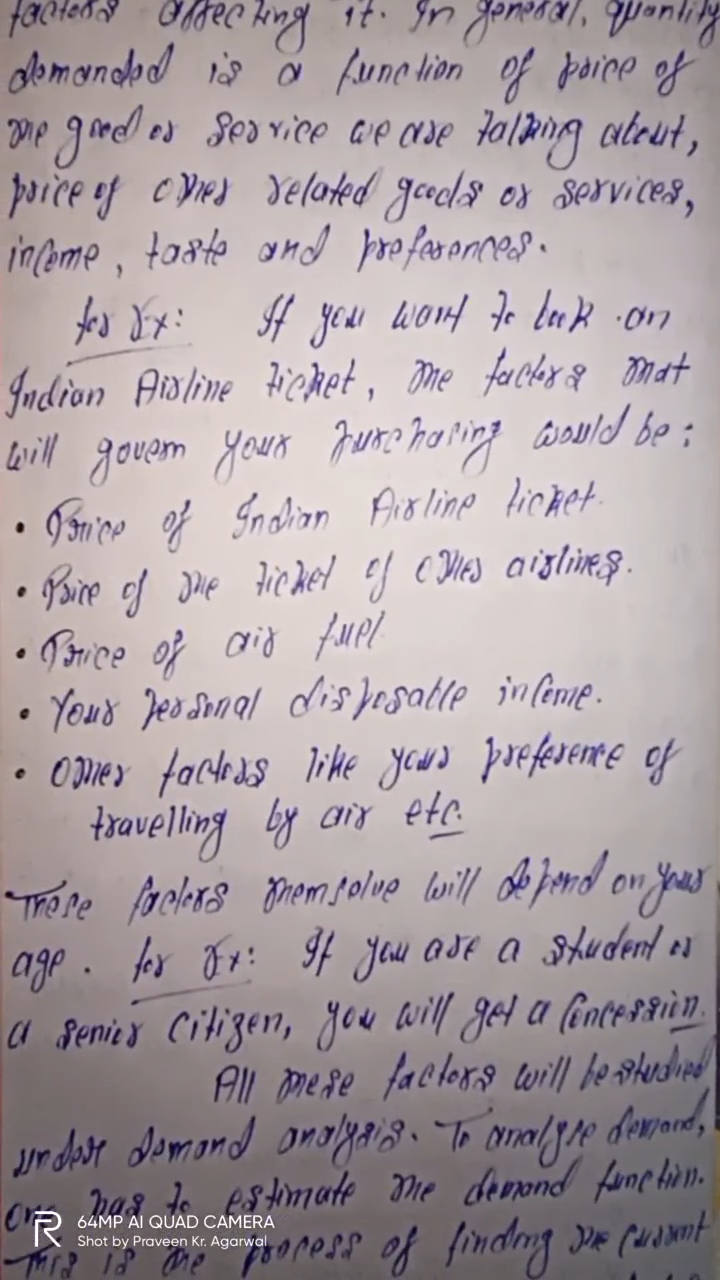 factors affecting it. In general, quantity
demanded is a function of price of
the good or service we are talking about,
price of other related goods or services,
income, taste and preferences.
for Ex: If you want to book an
Indian Airline ticket, the factors that
will govern your purchasing would be:
• Price of Indian Airline ticket.
• Price of the ticket of other airlines.
• Price of air fuel
• Your personal disposable income.
• Other factors like your preference of
travelling by air etc.
These factors themselve will depend on your
age. for Ex: If you are a student or
a senior citizen, you will get a concession.
All these factors will be studied
under demand analysis. To analyse demand,
one has to estimate the demand function.
This is the process of finding the current
64MP AI QUAD CAMERA
Shot by Praveen Kr. Agarwal